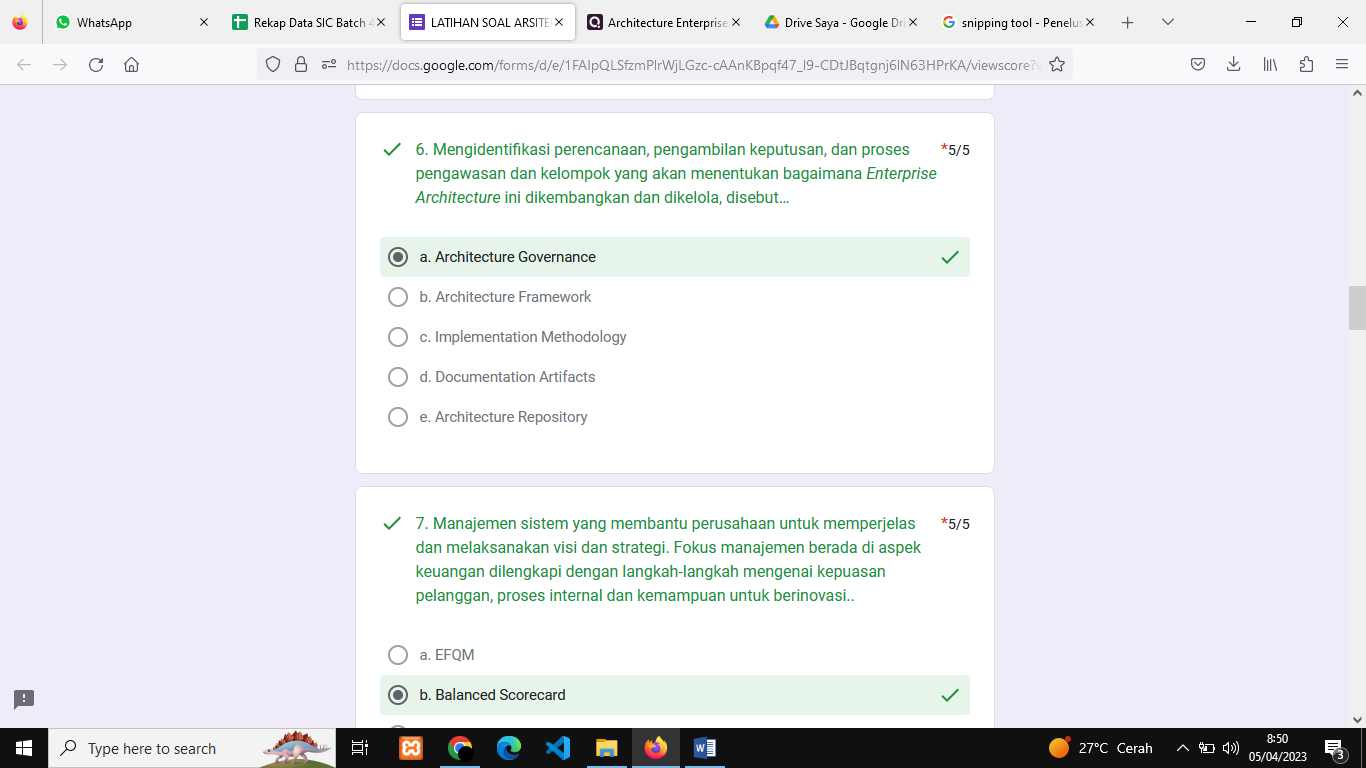 WhatsApp
Rekap Data SIC Batch 4
LATIHAN SOAL ARSITE
Architecture Enterprise
Drive Saya - Google Dri
snipping tool - Penelus
https://docs.google.com/forms/d/e/1FAIpQLSfzmPlrWjLGzc-cAAnKBpqf47_I9-CDtJBqtgnj6lN63HPrKA/viewscore?v
6. Mengidentifikasi perencanaan, pengambilan keputusan, dan proses
*5/5
pengawasan dan kelompok yang akan menentukan bagaimana Enterprise
Architecture ini dikembangkan dan dikelola, disebut...
a. Architecture Governance
b. Architecture Framework
c. Implementation Methodology
d. Documentation Artifacts
e. Architecture Repository
7. Manajemen sistem yang membantu perusahaan untuk memperjelas
*5/5
dan melaksanakan visi dan strategi. Fokus manajemen berada di aspek
keuangan dilengkapi dengan langkah-langkah mengenai kepuasan
pelanggan, proses internal dan kemampuan untuk berinovasi..
a. EFQM
b. Balanced Scorecard
Type here to search
27°C Cerah
8:50
05/04/2023
3